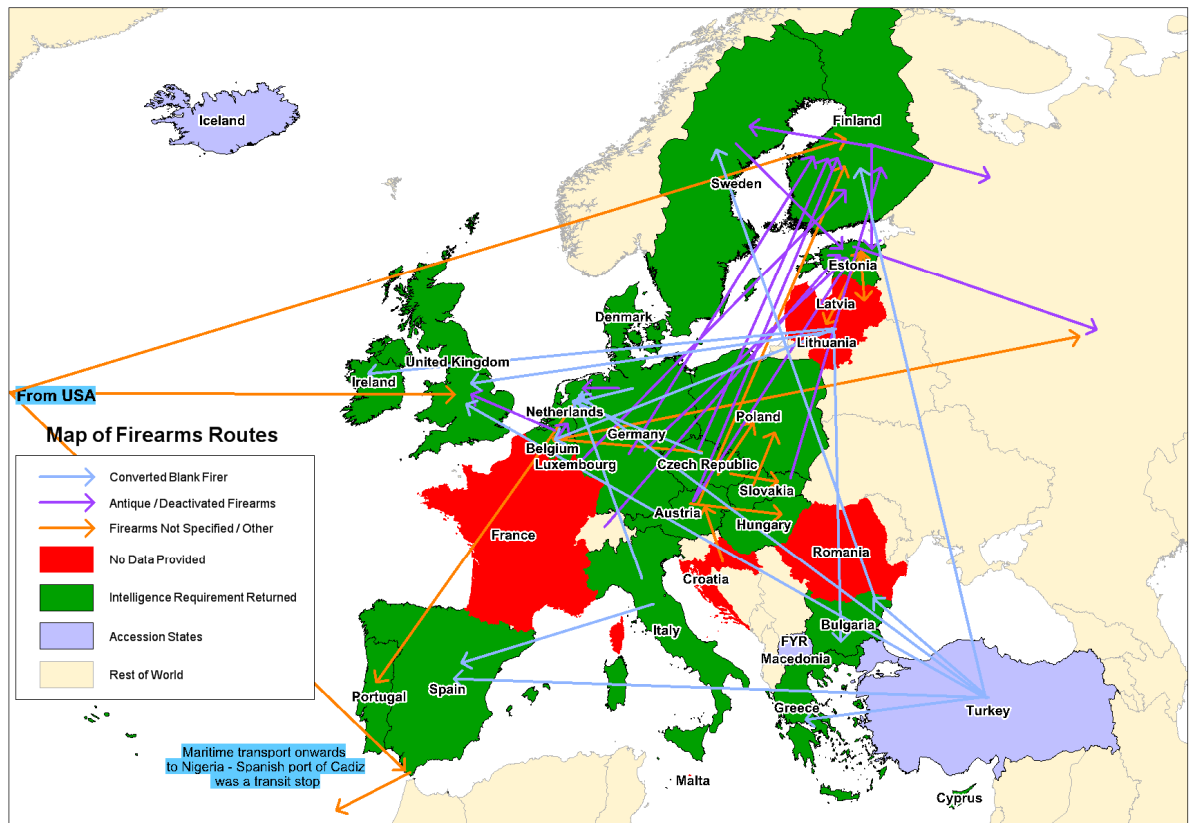 Iceland
Finland
Sweden
Estonia
Latvia
Denmark
Lithuania
United Kingdom
Ireland
From USA
Netherlands
Poland
Map of Firearms Routes
Germany
Belgium
Luxembourg
Czech Republic
Converted Blank Firer
Slovakia
Antique / Deactivated Firearms
Austria
Hungary
Firearms Not Specified / Other
France
Romania
No Data Provided
Croatia
Intelligence Requirement Returned
Bulgaria
Italy
Accession States
FYR
Macedonia
Rest of World
Spain
Portugal
Greece
Turkey
Maritime transport onwards
to Nigeria - Spanish port of Cadiz
was a transit stop
Malta
Cyprus